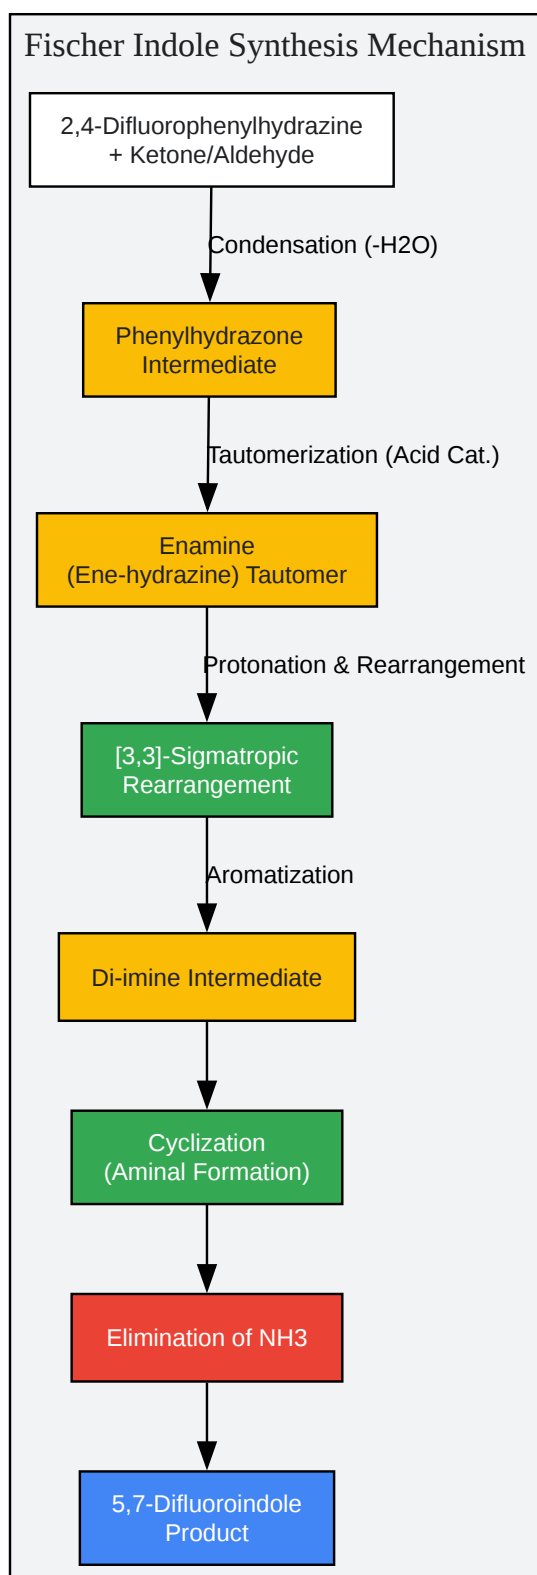 Fischer Indole Synthesis Mechanism
2,4-Difluorophenylhydrazine
+ Ketone/Aldehyde
Condensation (-H2O)
Phenylhydrazone
Intermediate
Tautomerization (Acid Cat.)
Enamine
(Ene-hydrazine) Tautomer
Protonation & Rearrangement
[3,3]-Sigmatropic
Rearrangement
Aromatization
Di-imine Intermediate
Cyclization
(Aminal Formation)
Elimination of NH3
5,7-Difluoroindole
Product